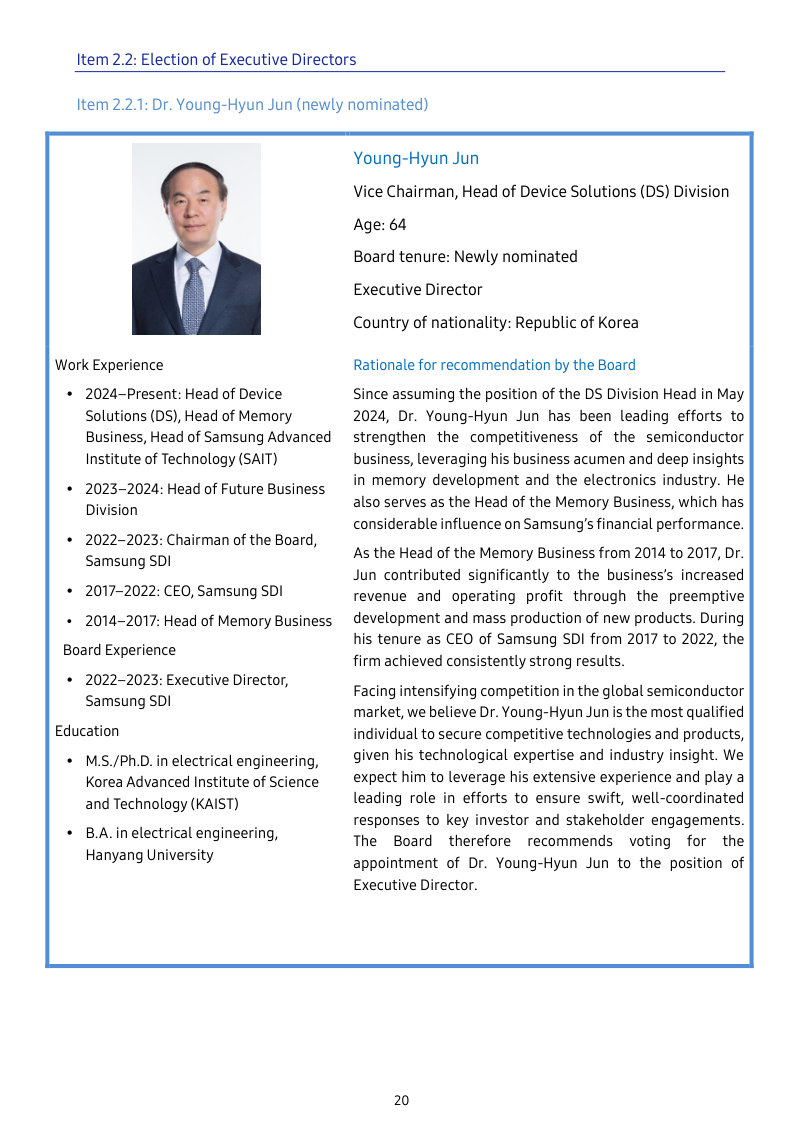 Item 2.2: Election of Executive Directors
Item 2.2.1: Dr. Young-Hyun Jun (newly nominated)
Young-Hyun Jun
Vice Chairman, Head of Device Solutions (DS) Division
Age: 64
Board tenure: Newly nominated
Executive Director
Country of nationality: Republic of Korea
Work Experience
• 2024–Present: Head of Device
Solutions (DS), Head of Memory
Business, Head of Samsung Advanced
Institute of Technology (SAIT)
• 2023–2024: Head of Future Business
Division
• 2022–2023: Chairman of the Board,
Samsung SDI
• 2017–2022: CEO, Samsung SDI
• 2014–2017: Head of Memory Business
Board Experience
• 2022–2023: Executive Director,
Samsung SDI
Education
• M.S./Ph.D. in electrical engineering,
Korea Advanced Institute of Science
and Technology (KAIST)
• B.A. in electrical engineering,
Hanyang University
Rationale for recommendation by the Board
Since assuming the position of the DS Division Head in May
2024, Dr. Young-Hyun Jun has been leading efforts to
strengthen the competitiveness of the semiconductor
business, leveraging his business acumen and deep insights
in memory development and the electronics industry. He
also serves as the Head of the Memory Business, which has
considerable influence on Samsung's financial performance.
As the Head of the Memory Business from 2014 to 2017, Dr.
Jun contributed significantly to the business's increased
revenue and operating profit through the preemptive
development and mass production of new products. During
his tenure as CEO of Samsung SDI from 2017 to 2022, the
firm achieved consistently strong results.
Facing intensifying competition in the global semiconductor
market, we believe Dr. Young-Hyun Jun is the most qualified
individual to secure competitive technologies and products,
given his technological expertise and industry insight. We
expect him to leverage his extensive experience and play a
leading role in efforts to ensure swift, well-coordinated
responses to key investor and stakeholder engagements.
The Board therefore recommends voting for the
appointment of Dr. Young-Hyun Jun to the position of
Executive Director.
20